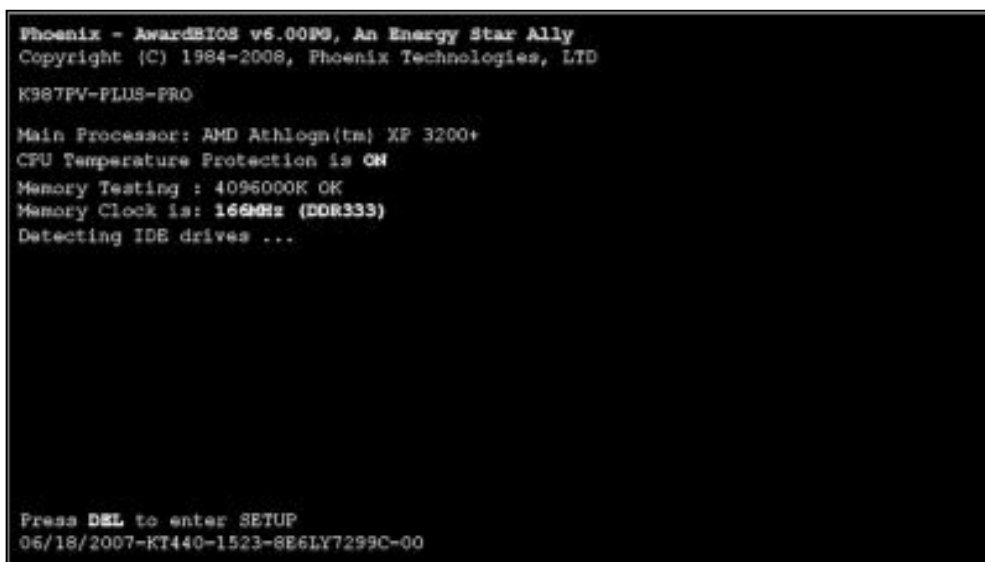 Phoenix - AwardBIOS v6.00PG, An Energy Star Ally
Copyright (C) 1984-2008, Phoenix Technologies, LTD
K987PV-PLUS-PRO
Main Processor: AMD Athlogn(tm) XP 3200+
CPU Temperature Protection is ON
Memory Testing : 4096000K OK
Memory Clock is: 166MHz (DDR333)
Detecting IDE drives ...
Press DEL to enter SETUP
06/18/2007-KT440-1523-8E6LY7299C-00